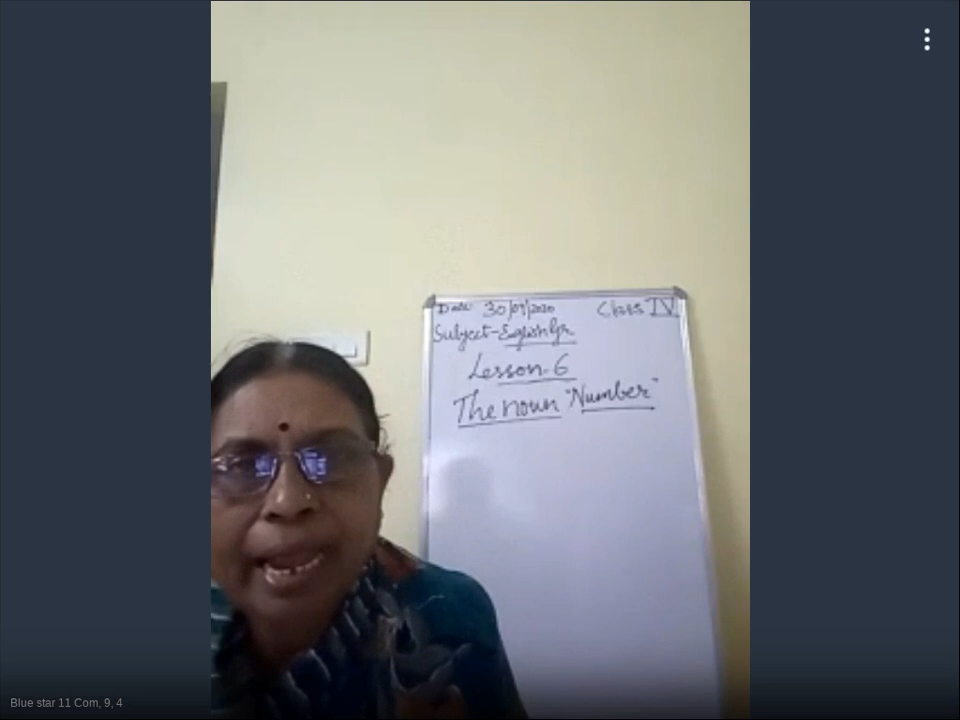 Date 30/07/2020 Class IV
Subject-English Gr
Lesson-6
The noun "Number"
Blue star 11 Com, 9, 4